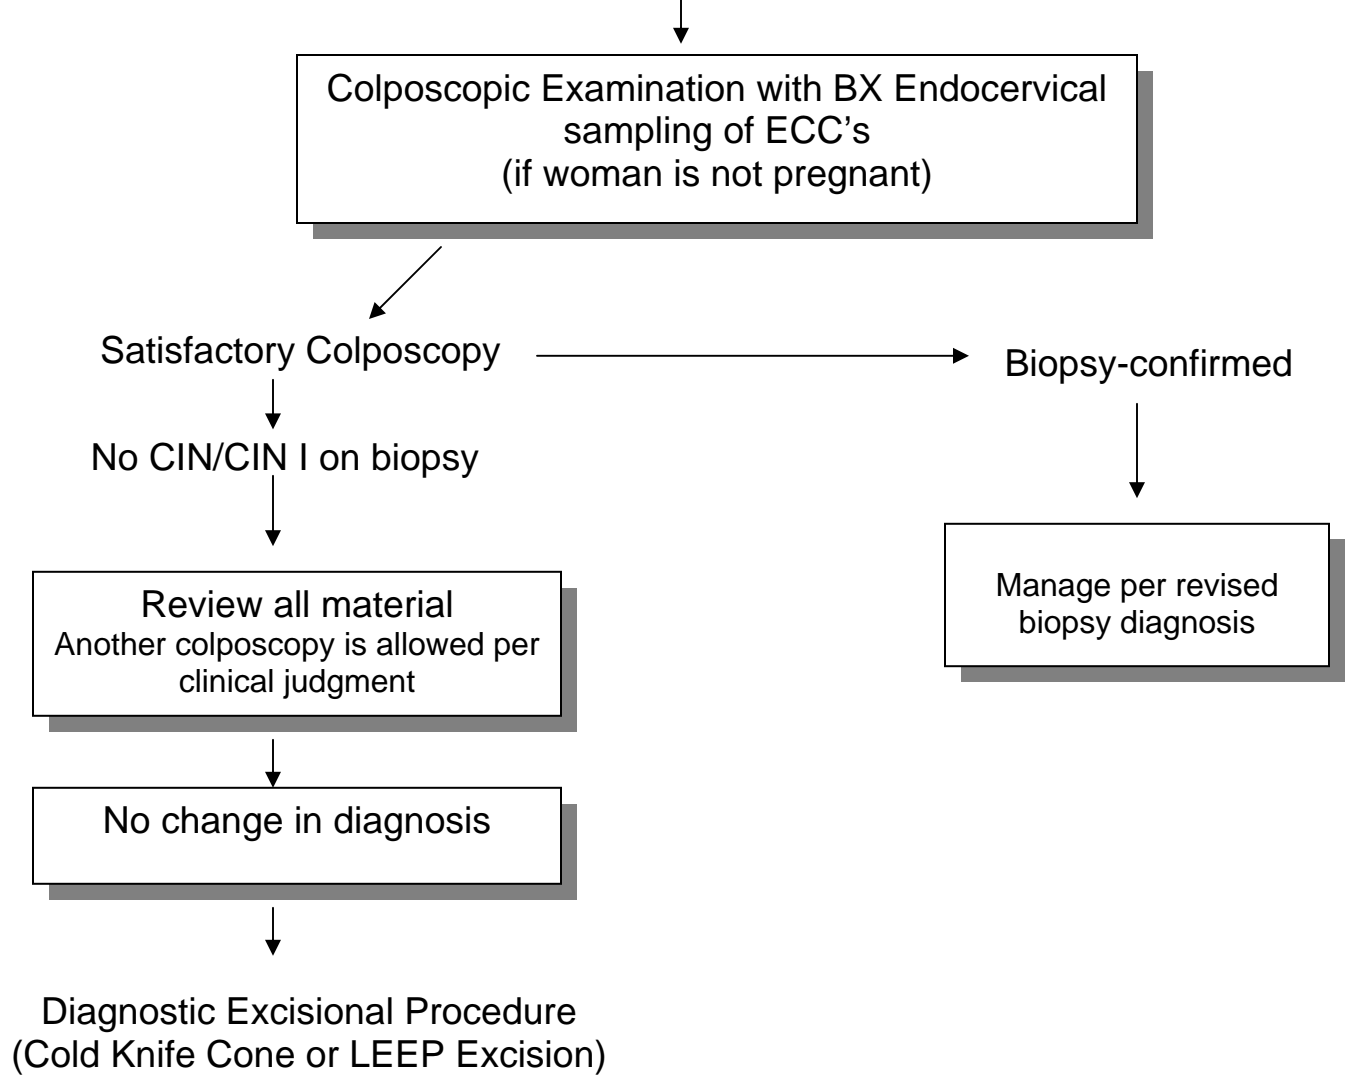 Colposcopic Examination with BX Endocervical
sampling of ECC's
(if woman is not pregnant)
Satisfactory Colposcopy
Biopsy-confirmed
No CIN/CIN I on biopsy
Review all material
Another colposcopy is allowed per
clinical judgment
Manage per revised
biopsy diagnosis
No change in diagnosis
Diagnostic Excisional Procedure
(Cold Knife Cone or LEEP Excision)